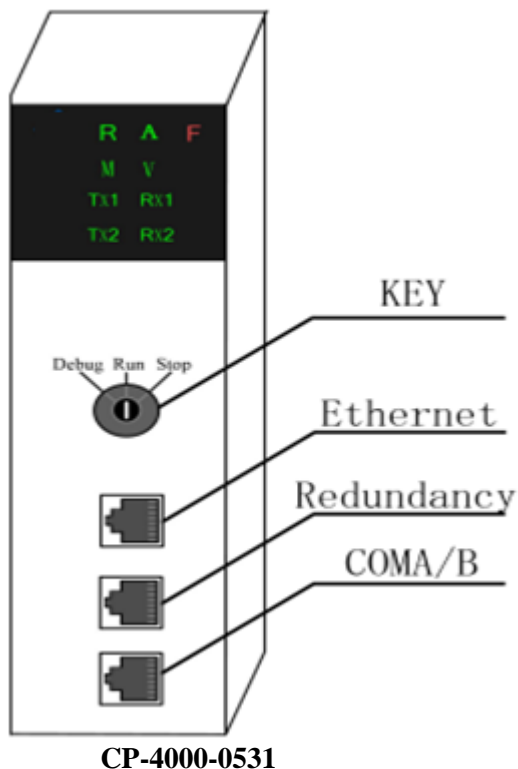 R A F
M V
TX1 RX1
TX2 RX2
KEY
Debug Run Stop
Ethernet
Redundancy
COMA/B
CP-4000-0531